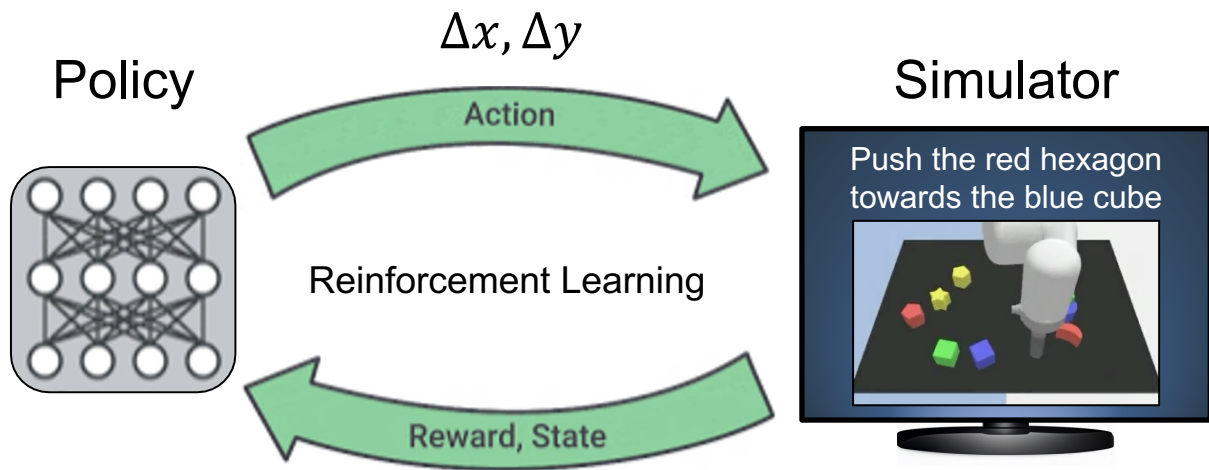 Δx, Δy
Policy
Simulator
Action
Push the red hexagon
towards the blue cube
Reinforcement Learning
Reward, State